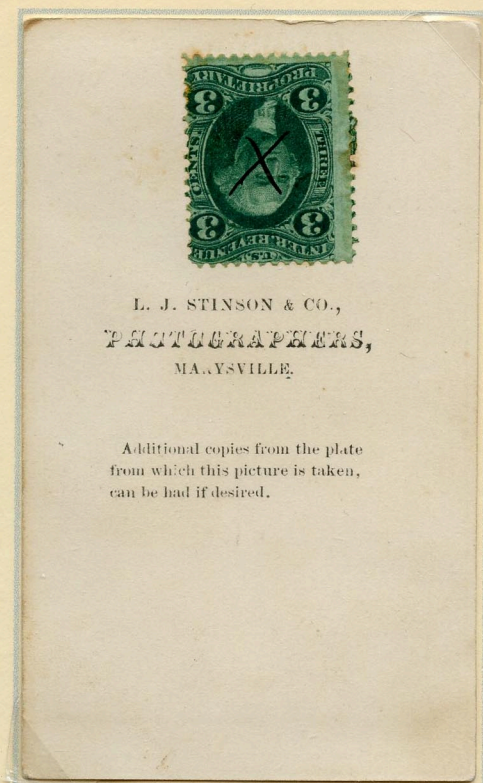 PROPRIETARY
3 3
CENTS THREE
3 3
INTER. REVENUE
U.S.
X
L. J. STINSON & CO.,
PHOTOGRAPHERS,
MARYSVILLE.
Additional copies from the plate
from which this picture is taken,
can be had if desired.